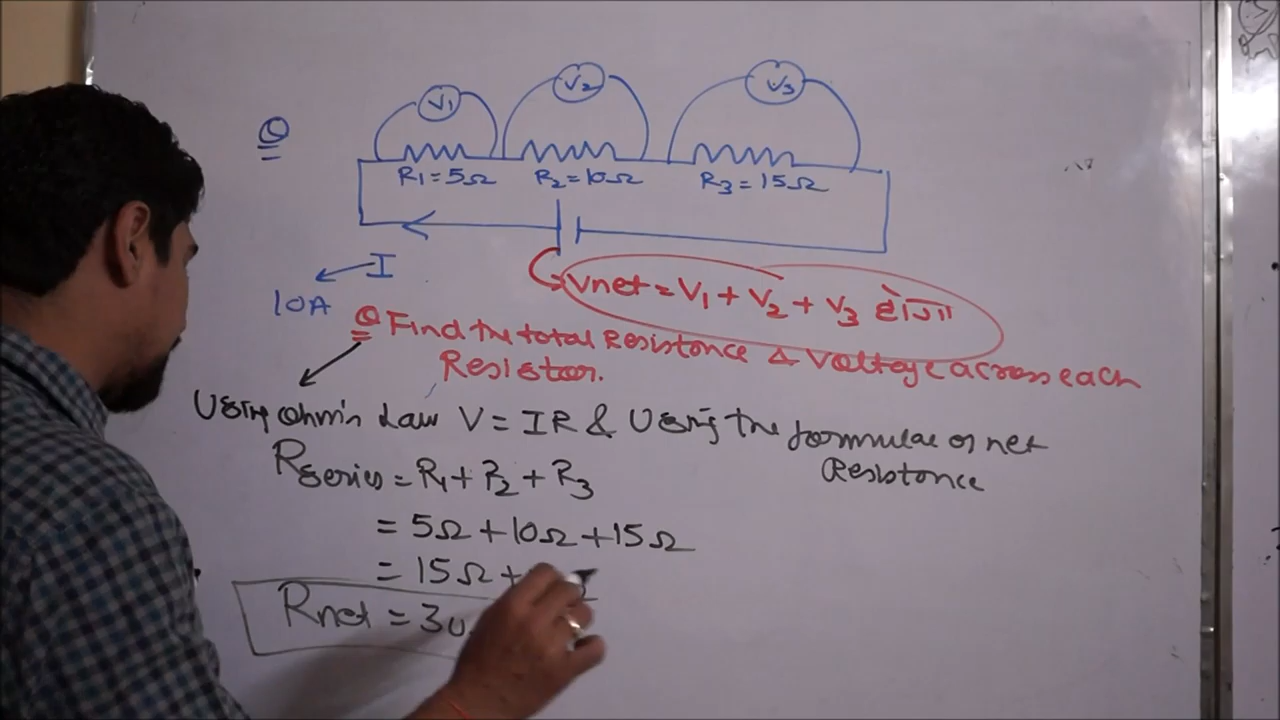 V1 V2 V3
Q
R1=5Ω R2=10Ω R3=15Ω
I
10A
Vnet=V1+V2+V3 होगा
Q Find the total Resistance & Voltage across each
Resistor.
Using ohm's Law V=IR & Using the formulae of net
Resistance
Rseries=R1+R2+R3
=5Ω+10Ω+15Ω
=15Ω+
Rnet=30